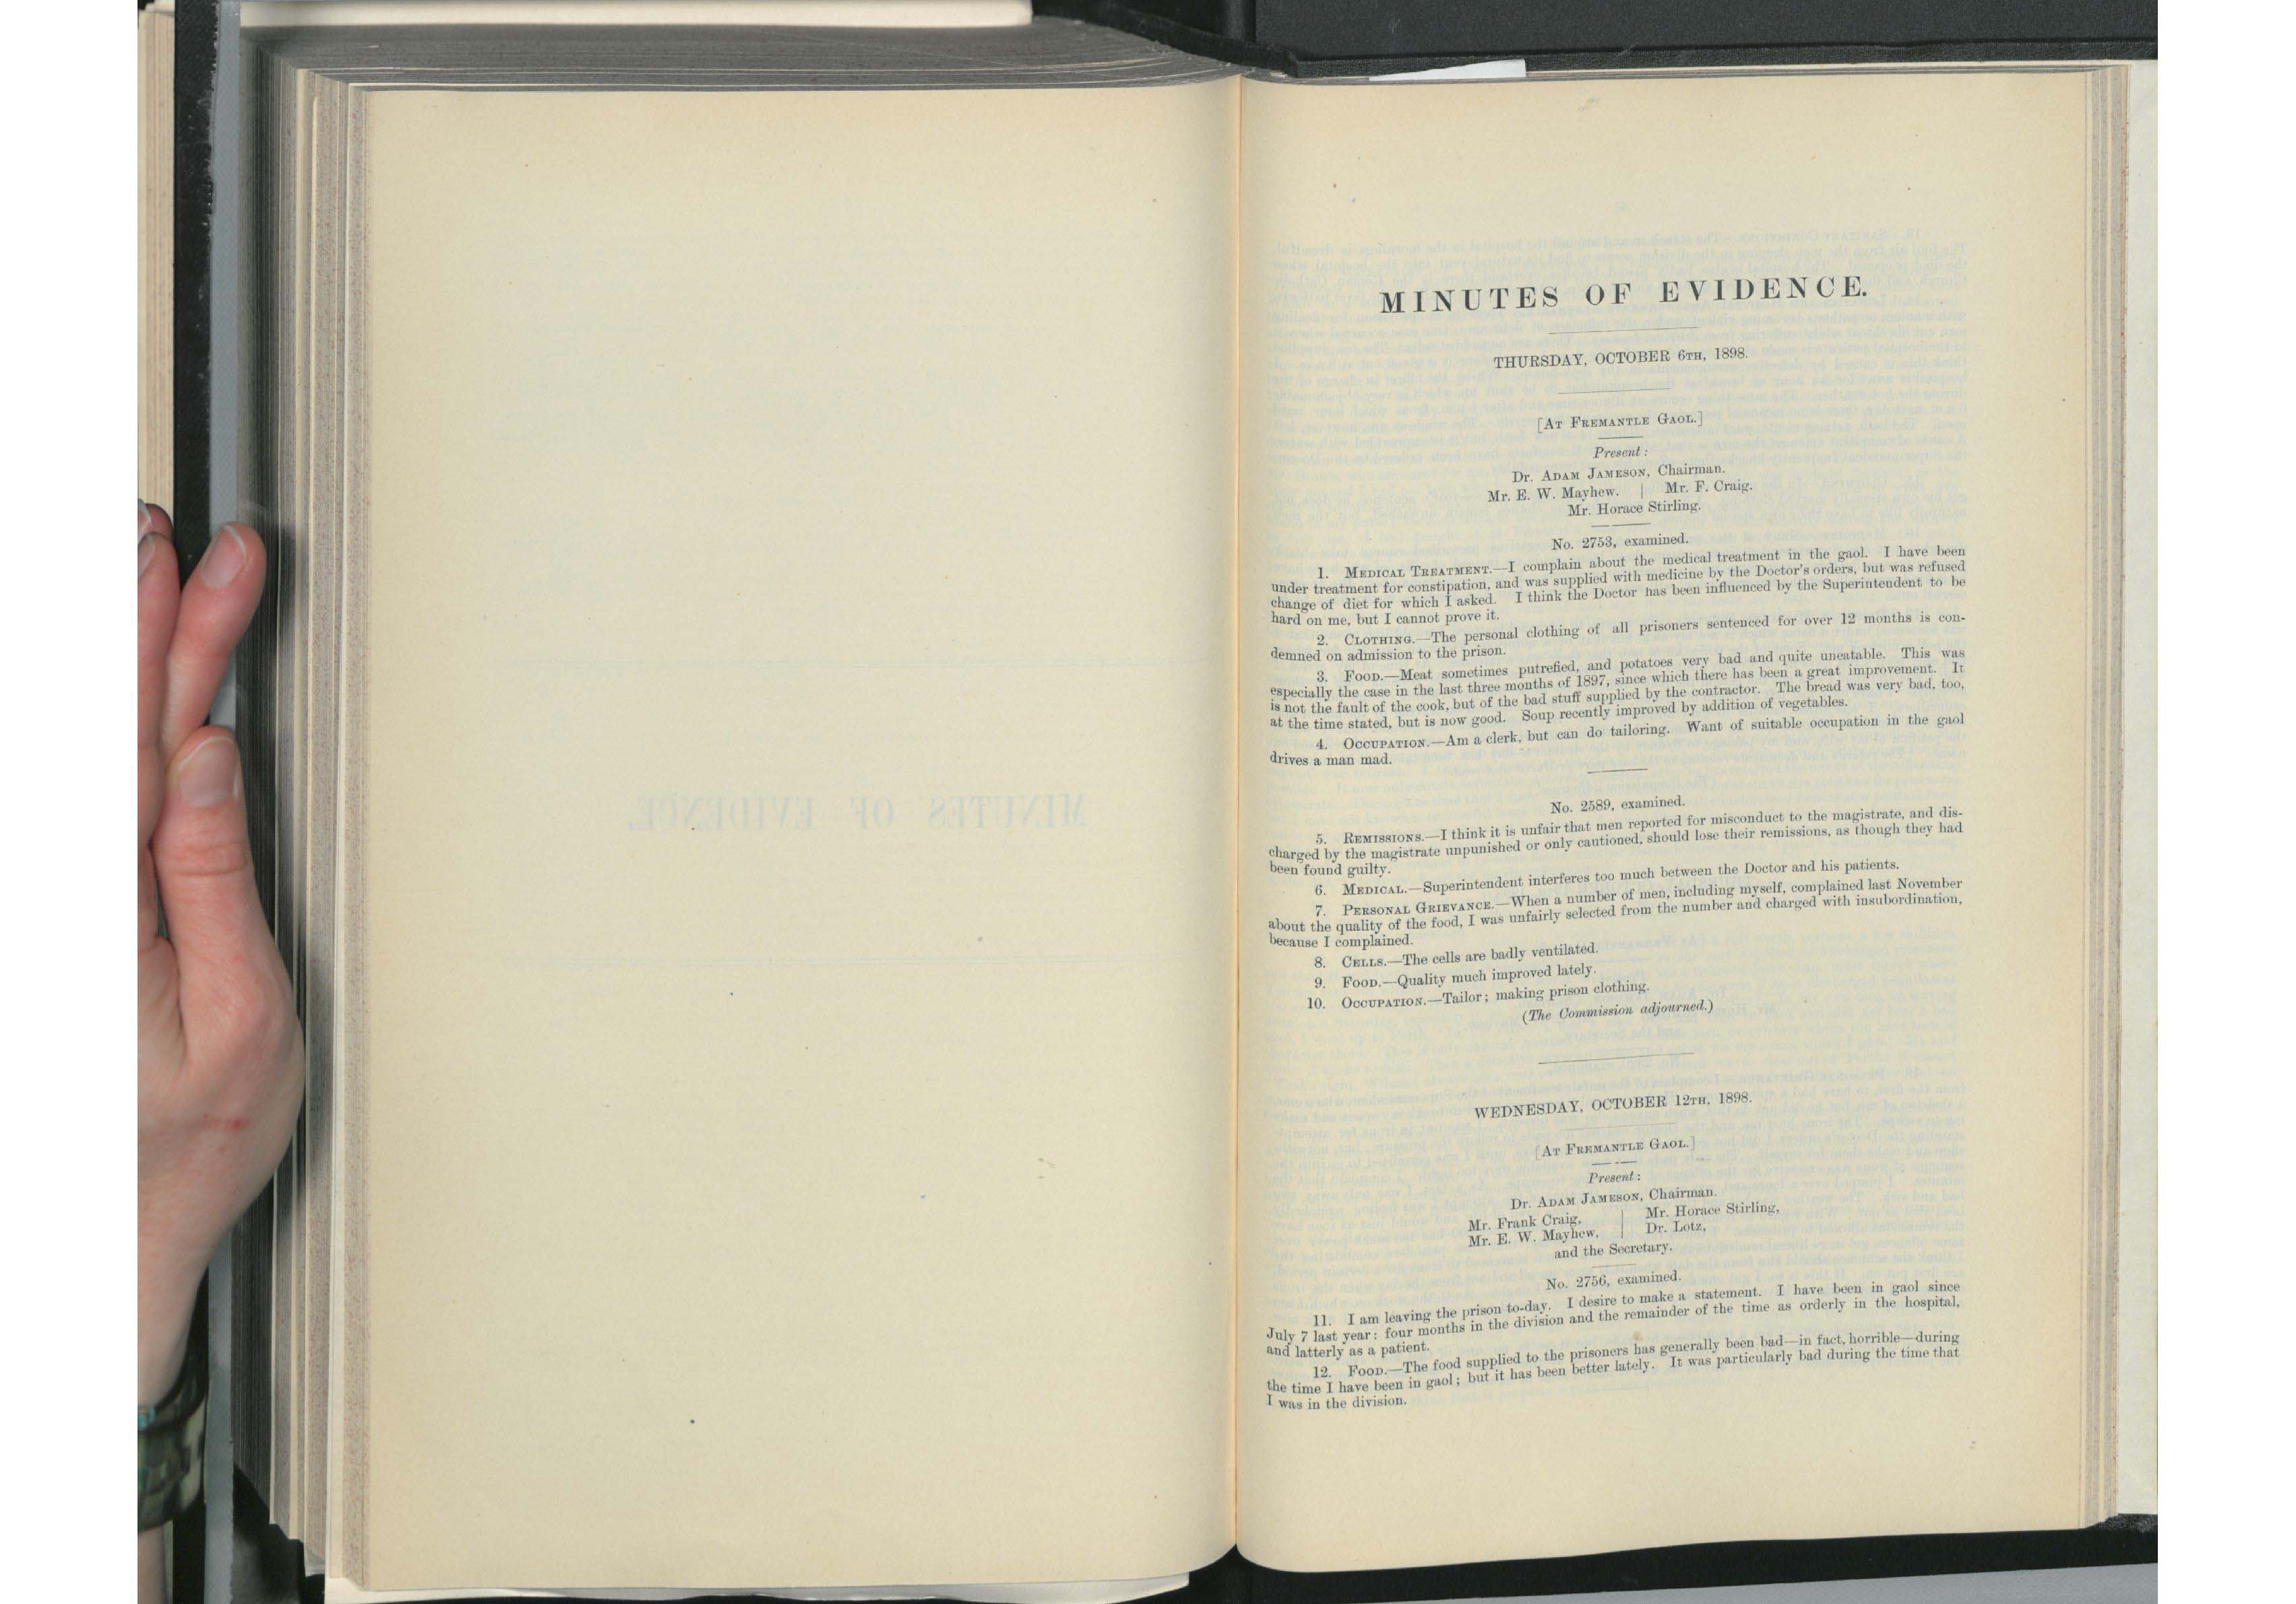 MINUTES OF EVIDENCE.
MINUTES OF EVIDENCE.
THURSDAY, OCTOBER 6TH, 1898.
[AT FREMANTLE GAOL.]
Present:
Dr. ADAM JAMESON, Chairman.
Mr. E. W. Mayhew. | Mr. F. Craig.
Mr. Horace Stirling.
No. 2753, examined.
1. MEDICAL TREATMENT.—I complain about the medical treatment in the gaol. I have been
under treatment for constipation, and was supplied with medicine by the Doctor's orders, but was refused
change of diet for which I asked. I think the Doctor has been influenced by the Superintendent to be
hard on me, but I cannot prove it.
2. CLOTHING.—The personal clothing of all prisoners sentenced for over 12 months is con-
demned on admission to the prison.
3. FOOD.—Meat sometimes putrefied, and potatoes very bad and quite uneatable. This was
especially the case in the last three months of 1897, since which there has been a great improvement. It
is not the fault of the cook, but of the bad stuff supplied by the contractor. The bread was very bad, too,
at the time stated, but is now good. Soup recently improved by addition of vegetables.
4. OCCUPATION.—Am a clerk, but can do tailoring. Want of suitable occupation in the gaol
drives a man mad.
No. 2589, examined.
5. REMISSIONS.—I think it is unfair that men reported for misconduct to the magistrate, and dis-
charged by the magistrate unpunished or only cautioned, should lose their remissions, as though they had
been found guilty.
6. MEDICAL.—Superintendent interferes too much between the Doctor and his patients.
7. PERSONAL GRIEVANCE.—When a number of men, including myself, complained last November
about the quality of the food, I was unfairly selected from the number and charged with insubordination,
because I complained.
8. CELLS.—The cells are badly ventilated.
9. FOOD.—Quality much improved lately.
10. OCCUPATION.—Tailor; making prison clothing.
(The Commission adjourned.)
WEDNESDAY, OCTOBER 12TH, 1898.
[AT FREMANTLE GAOL.]
Present:
Dr. ADAM JAMESON, Chairman.
Mr. Frank Craig, | Mr. Horace Stirling,
Mr. E. W. Mayhew, | Dr. Lotz,
and the Secretary.
No. 2756, examined.
11. I am leaving the prison to-day. I desire to make a statement. I have been in gaol since
July 7 last year: four months in the division and the remainder of the time as orderly in the hospital,
and latterly as a patient.
12. FOOD.—The food supplied to the prisoners has generally been bad—in fact, horrible—during
the time I have been in gaol; but it has been better lately. It was particularly bad during the time that
I was in the division.